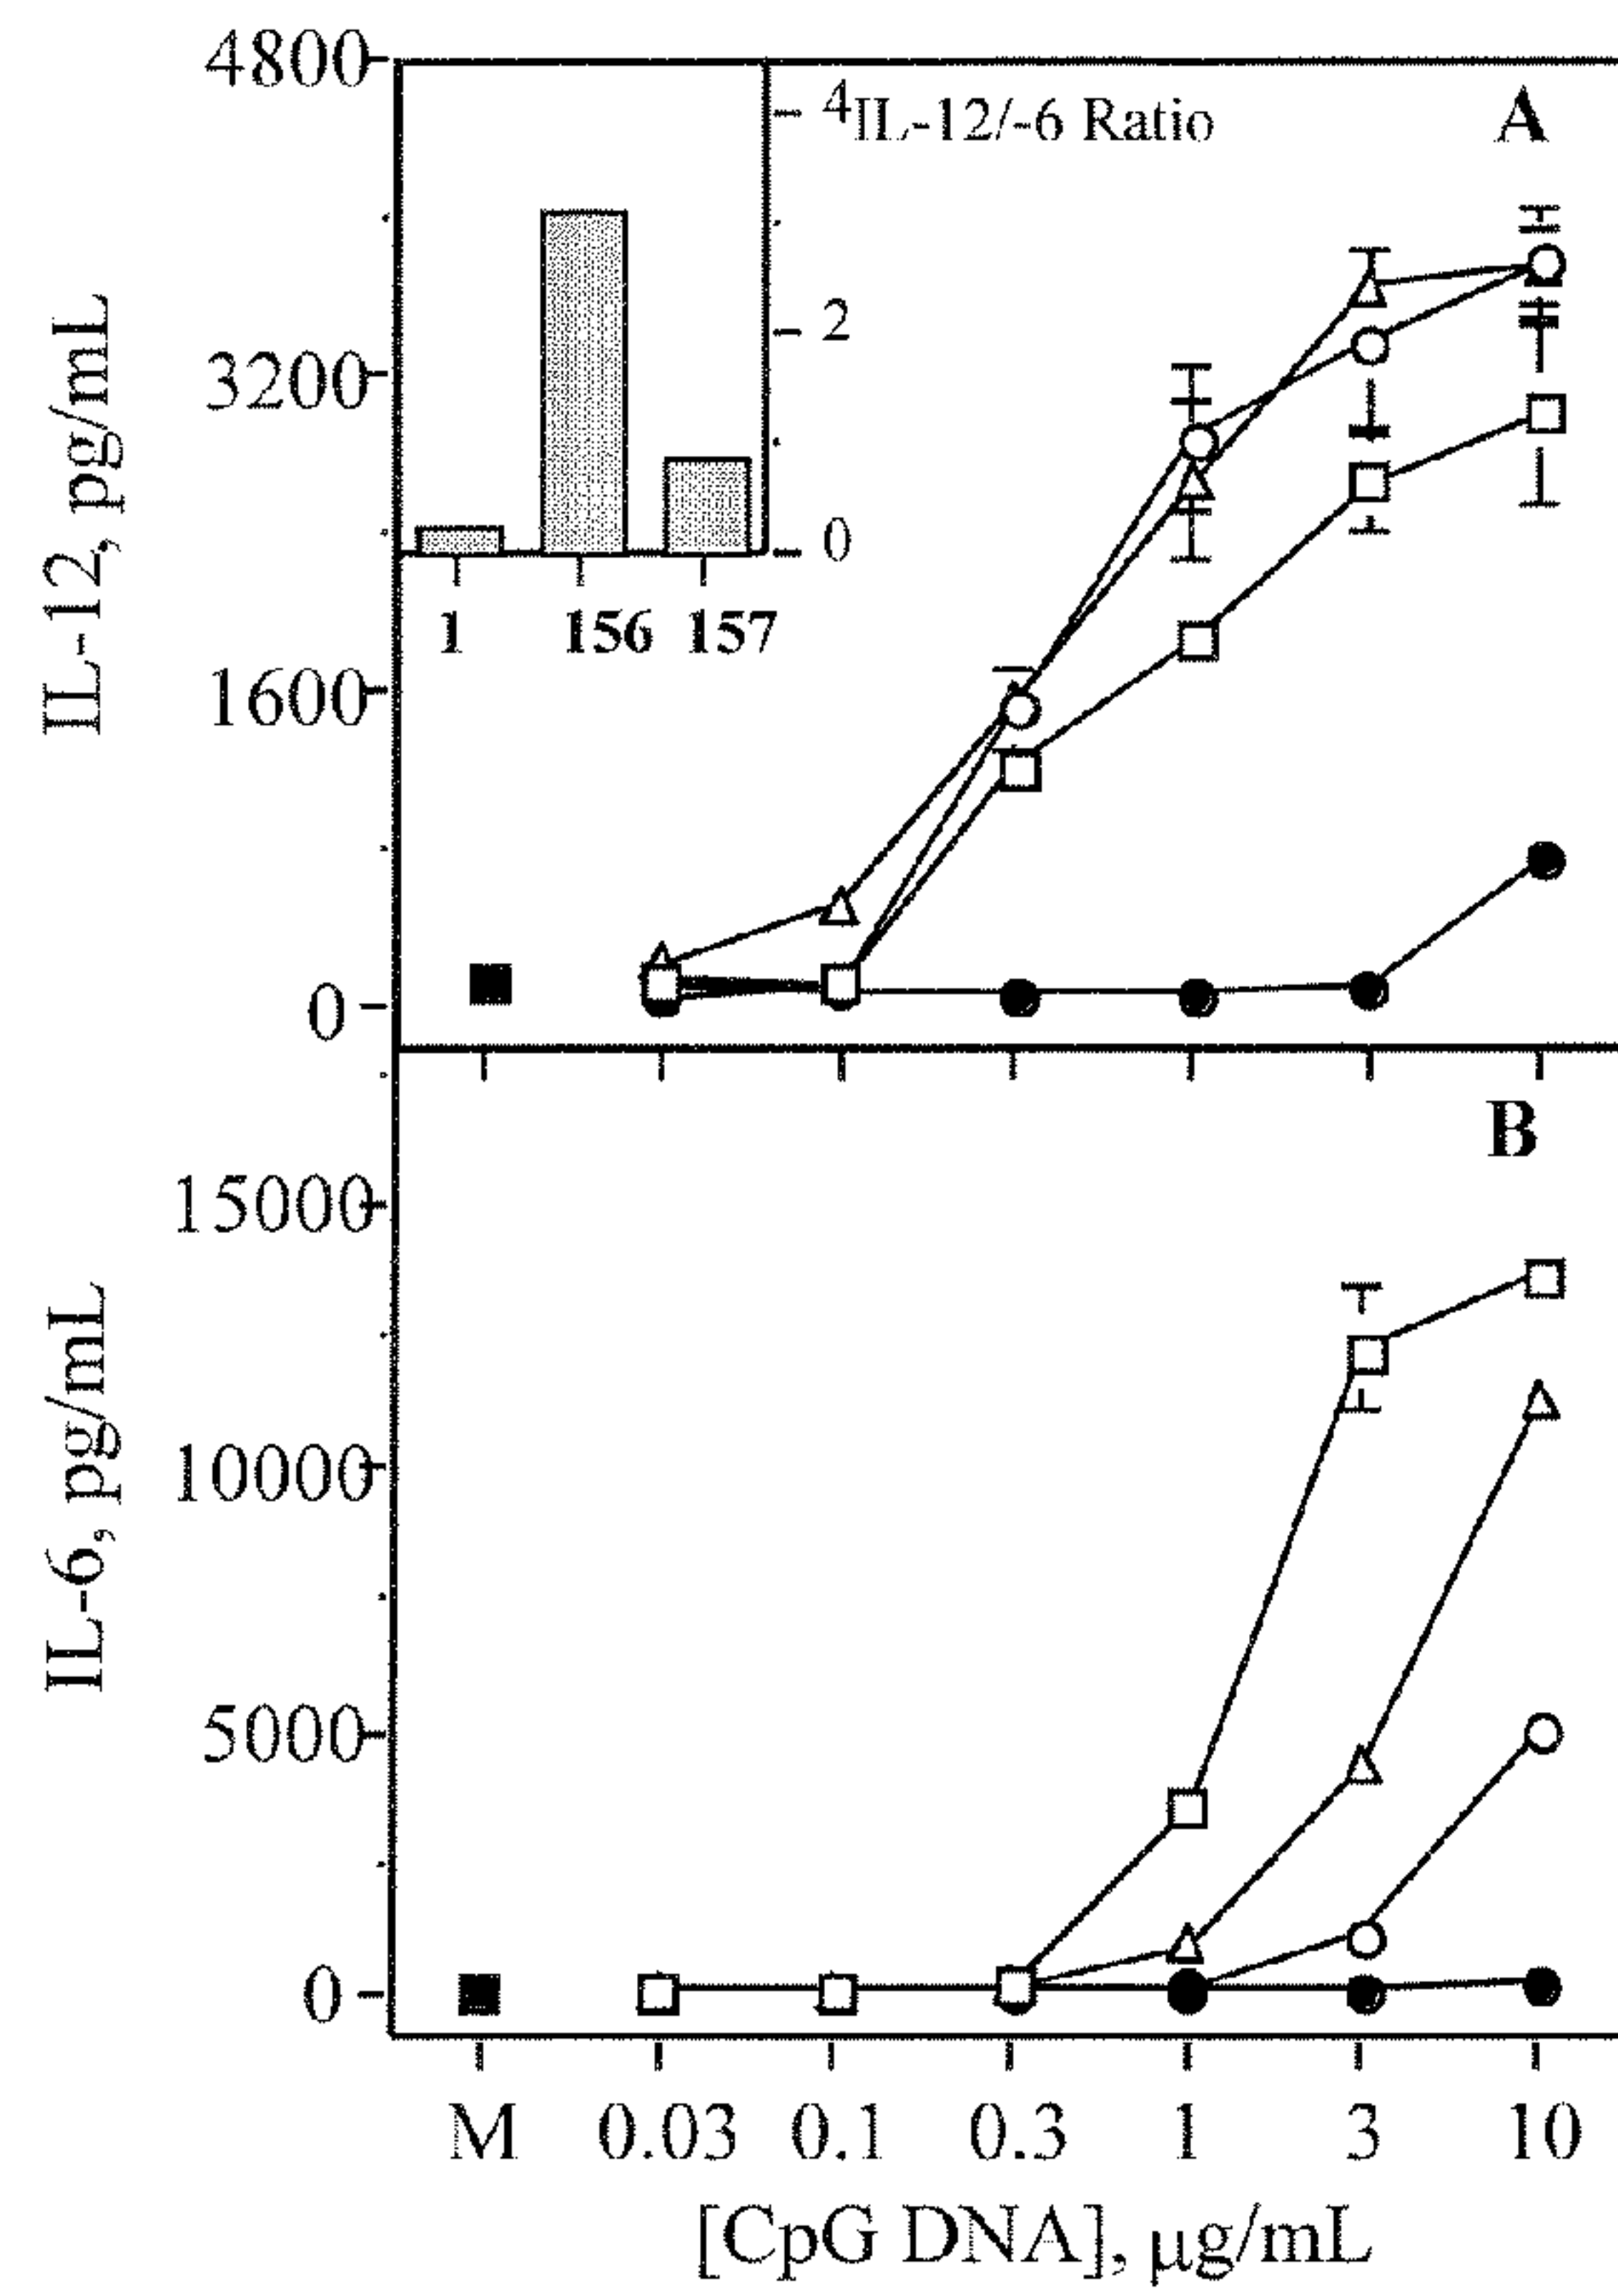 4800
4
IL-12/-6 Ratio
A
IL-12, pg/mL
3200
2
0
1 156 157
1600
0
B
15000
IL-6, pg/mL
10000
5000
0
M 0.03 0.1 0.3 1 3 10
[CpG DNA], μg/mL